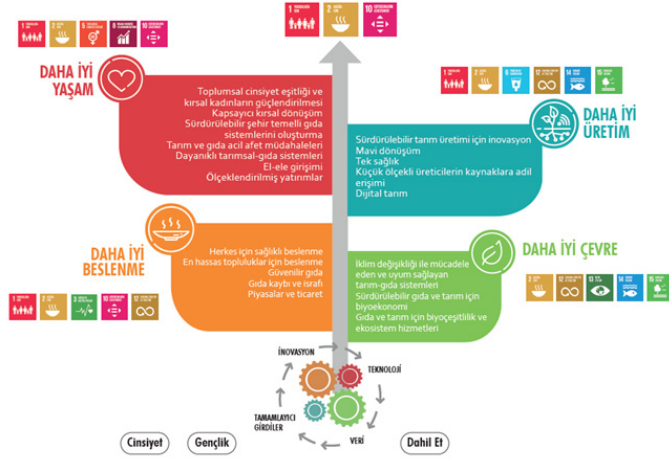 DAHA İYİ
YAŞAM
Toplumsal cinsiyet eşitliği ve
kırsal kadınların güçlendirilmesi
Kapsayıcı kırsal dönüşüm
Sürdürülebilir şehir temelli gıda
sistemlerini oluşturma
Tarım ve gıda acil afet müdahaleleri
Dayanıklı tarımsal-gıda sistemleri
El-ele girişimi
Ölçeklendirilmiş yatırımlar
DAHA İYİ
ÜRETİM
Sürdürülebilir tarım üretimi için inovasyon
Mavi dönüşüm
Tek sağlık
Küçük ölçekli üreticilerin kaynaklara adil
erişimi
Dijital tarım
DAHA İYİ
BESLENME
Herkes için sağlıklı beslenme
En hassas topluluklar için beslenme
Güvenilir gıda
Gıda kaybı ve israfı
Piyasalar ve ticaret
DAHA İYİ ÇEVRE
İklim değişikliği ile mücadele
eden ve uyum sağlayan
tarım-gıda sistemleri
Sürdürülebilir gıda ve tarım için
biyoekonomi
Gıda ve tarım için biyoçeşitlilik ve
ekosistem hizmetleri
İNOVASYON
TEKNOLOJİ
TAMAMLAYICI
GİRDİLER
VERİ
Cinsiyet
Gençlik
Dahil Et